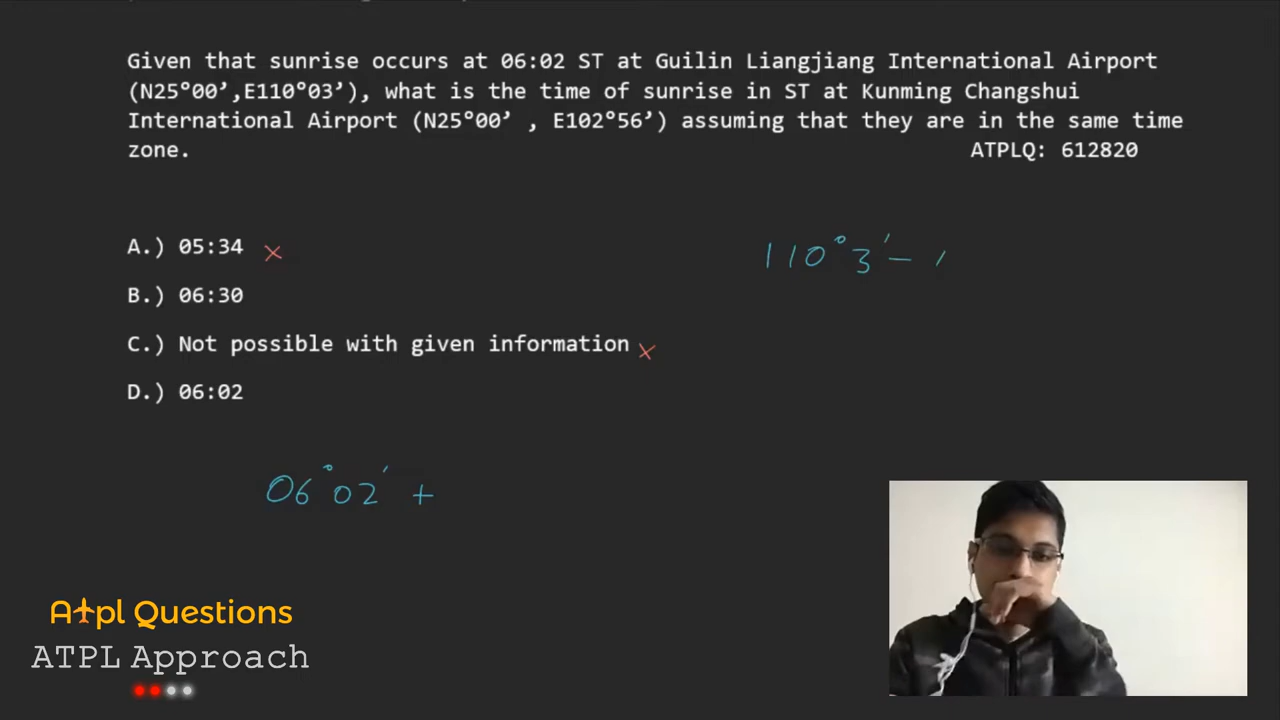 Given that sunrise occurs at 06:02 ST at Guilin Liangjiang International Airport
(N25°00’,E110°03’), what is the time of sunrise in ST at Kunming Changshui
International Airport (N25°00’ , E102°56’) assuming that they are in the same time
zone.
ATPLQ: 612820
A.) 05:34 ×
110°3′ –
B.) 06:30
C.) Not possible with given information ×
D.) 06:02
06°02′ +
Atpl Questions
ATPL Approach